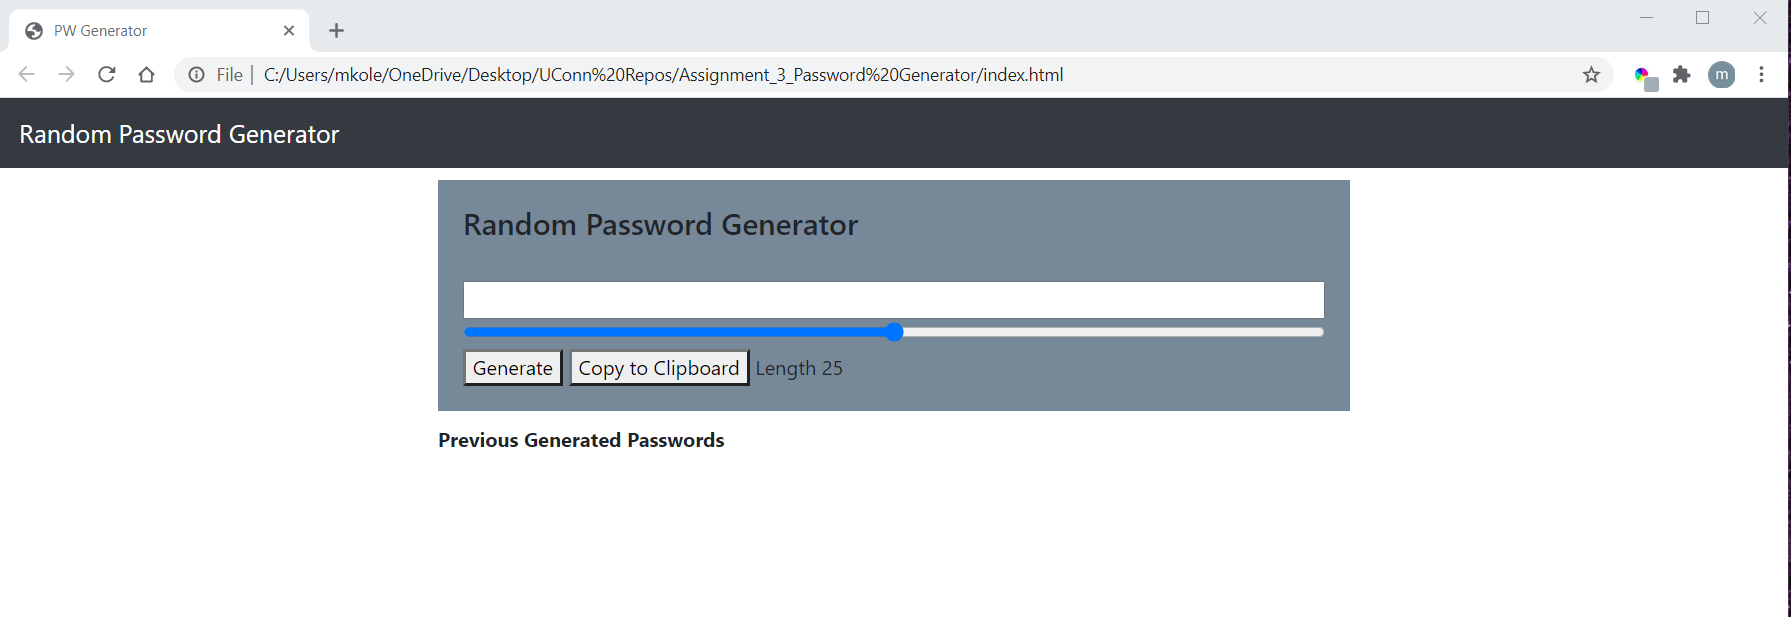 PW Generator
File | C:/Users/mkole/OneDrive/Desktop/UConn%20Repos/Assignment_3_Password%20Generator/index.html
m
Random Password Generator
Random Password Generator
Generate Copy to Clipboard Length 25
Previous Generated Passwords